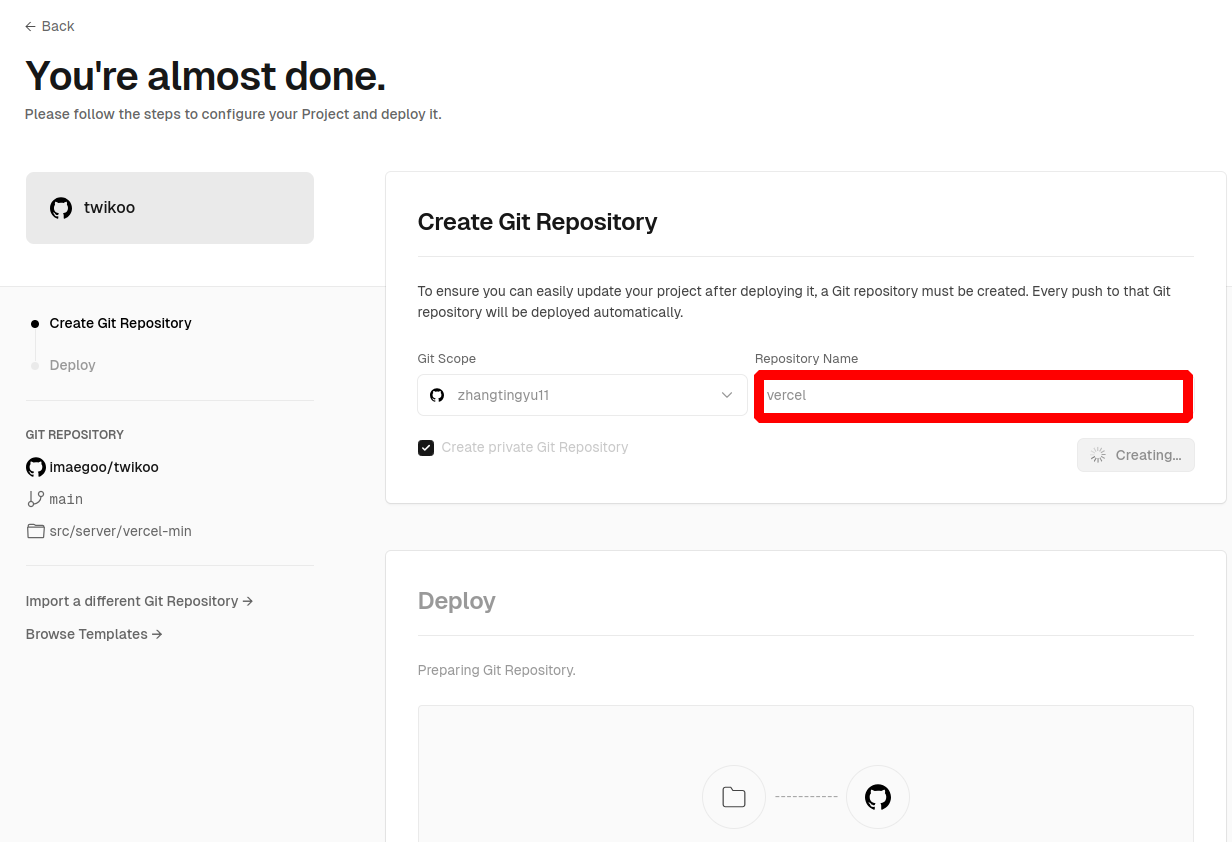 ← Back
You're almost done.
Please follow the steps to configure your Project and deploy it.
twikoo
Create Git Repository
Deploy
GIT REPOSITORY
imaegoo/twikoo
main
src/server/vercel-min
Import a different Git Repository →
Browse Templates →
Create Git Repository
To ensure you can easily update your project after deploying it, a Git repository must be created. Every push to that Git
repository will be deployed automatically.
Git Scope
zhangtingyu11
Repository Name
vercel
Create private Git Repository
Creating...
Deploy
Preparing Git Repository.